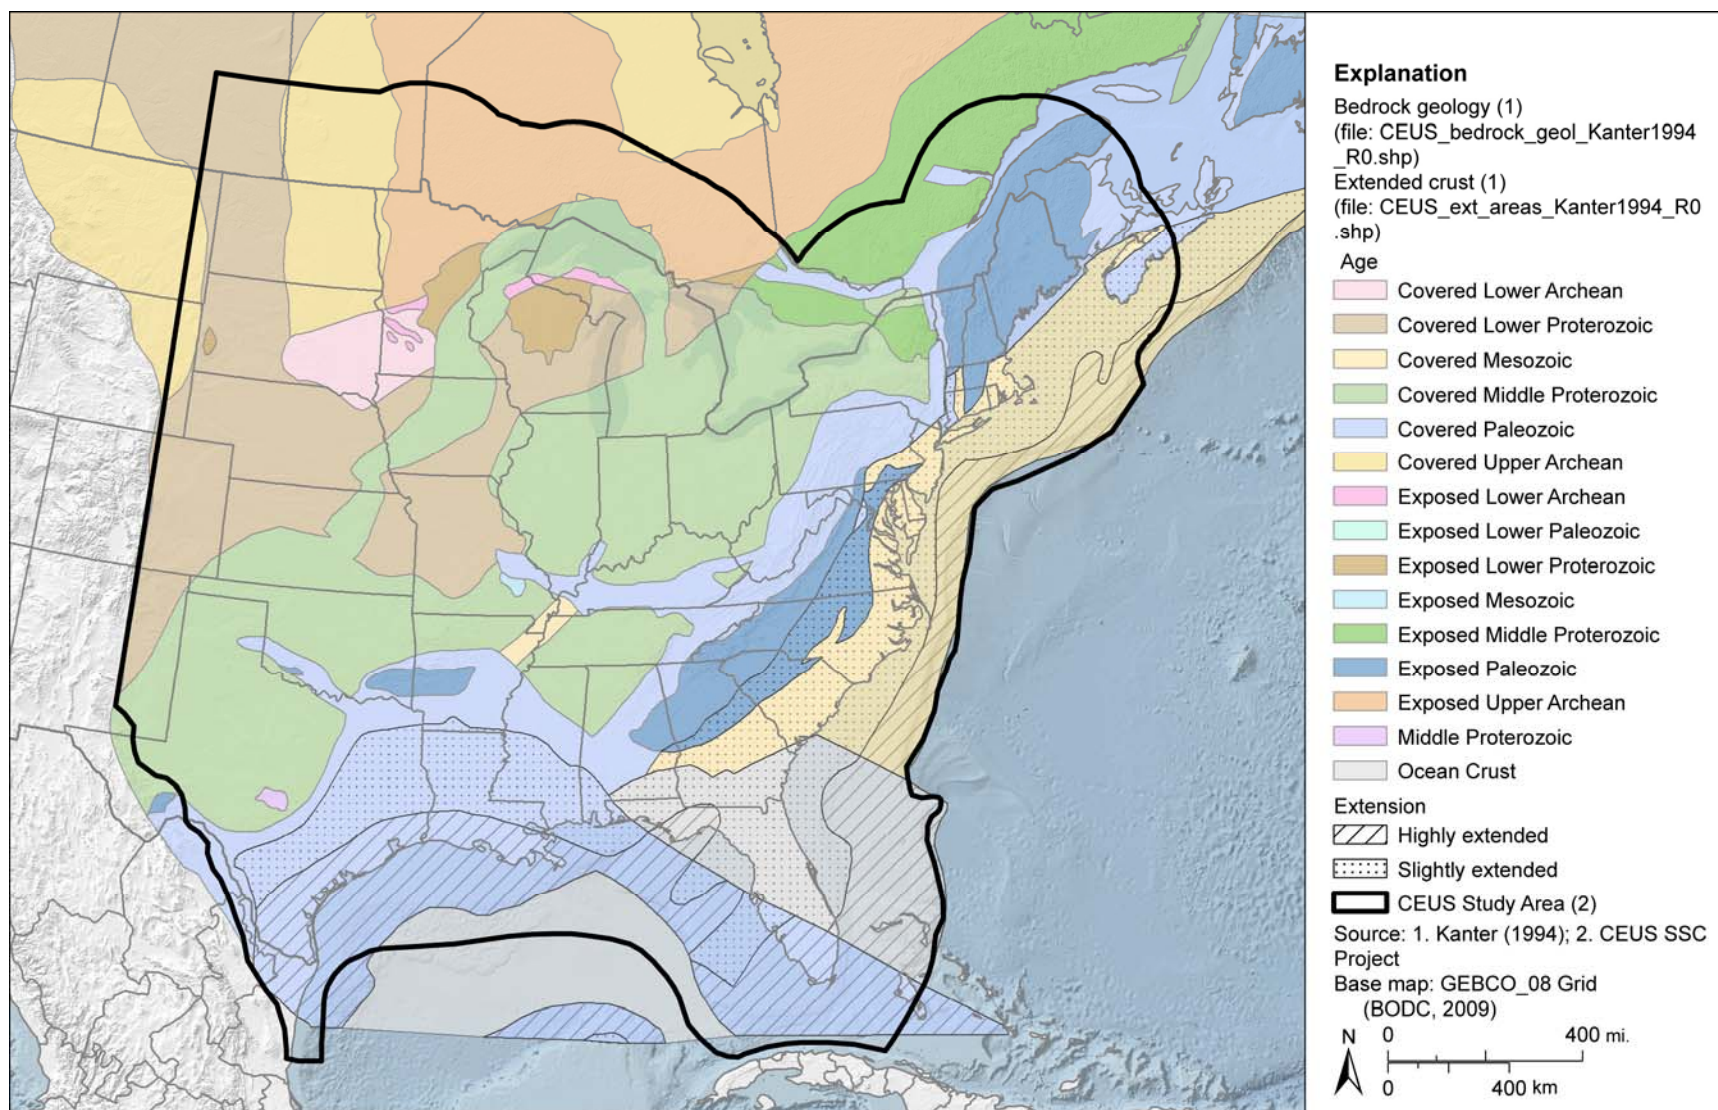 Explanation
Bedrock geology (1)
(file: CEUS_bedrock_geol_Kanter1994
_R0.shp)
Extended crust (1)
(file: CEUS_ext_areas_Kanter1994_R0
.shp)
Age
Covered Lower Archean
Covered Lower Proterozoic
Covered Mesozoic
Covered Middle Proterozoic
Covered Paleozoic
Covered Upper Archean
Exposed Lower Archean
Exposed Lower Paleozoic
Exposed Lower Proterozoic
Exposed Mesozoic
Exposed Middle Proterozoic
Exposed Paleozoic
Exposed Upper Archean
Middle Proterozoic
Ocean Crust
Extension
Highly extended
Slightly extended
CEUS Study Area (2)
Source: 1. Kanter (1994); 2. CEUS SSC
Project
Base map: GEBCO_08 Grid
(BODC, 2009)
N
0 400 mi.
0 400 km